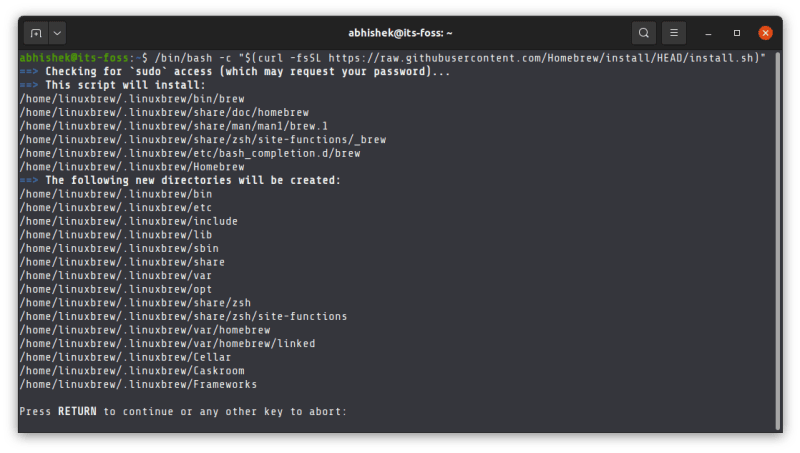 abhishek@its-foss: ~
abhishek@its-foss:~$ /bin/bash -c "$(curl -fsSL https://raw.githubusercontent.com/Homebrew/install/HEAD/install.sh)"
==> Checking for `sudo` access (which may request your password)...
==> This script will install:
/home/linuxbrew/.linuxbrew/bin/brew
/home/linuxbrew/.linuxbrew/share/doc/homebrew
/home/linuxbrew/.linuxbrew/share/man/man1/brew.1
/home/linuxbrew/.linuxbrew/share/zsh/site-functions/_brew
/home/linuxbrew/.linuxbrew/etc/bash_completion.d/brew
/home/linuxbrew/.linuxbrew/Homebrew
==> The following new directories will be created:
/home/linuxbrew/.linuxbrew/bin
/home/linuxbrew/.linuxbrew/etc
/home/linuxbrew/.linuxbrew/include
/home/linuxbrew/.linuxbrew/lib
/home/linuxbrew/.linuxbrew/sbin
/home/linuxbrew/.linuxbrew/share
/home/linuxbrew/.linuxbrew/var
/home/linuxbrew/.linuxbrew/opt
/home/linuxbrew/.linuxbrew/share/zsh
/home/linuxbrew/.linuxbrew/share/zsh/site-functions
/home/linuxbrew/.linuxbrew/var/homebrew
/home/linuxbrew/.linuxbrew/var/homebrew/linked
/home/linuxbrew/.linuxbrew/Cellar
/home/linuxbrew/.linuxbrew/Caskroom
/home/linuxbrew/.linuxbrew/Frameworks
Press RETURN to continue or any other key to abort: